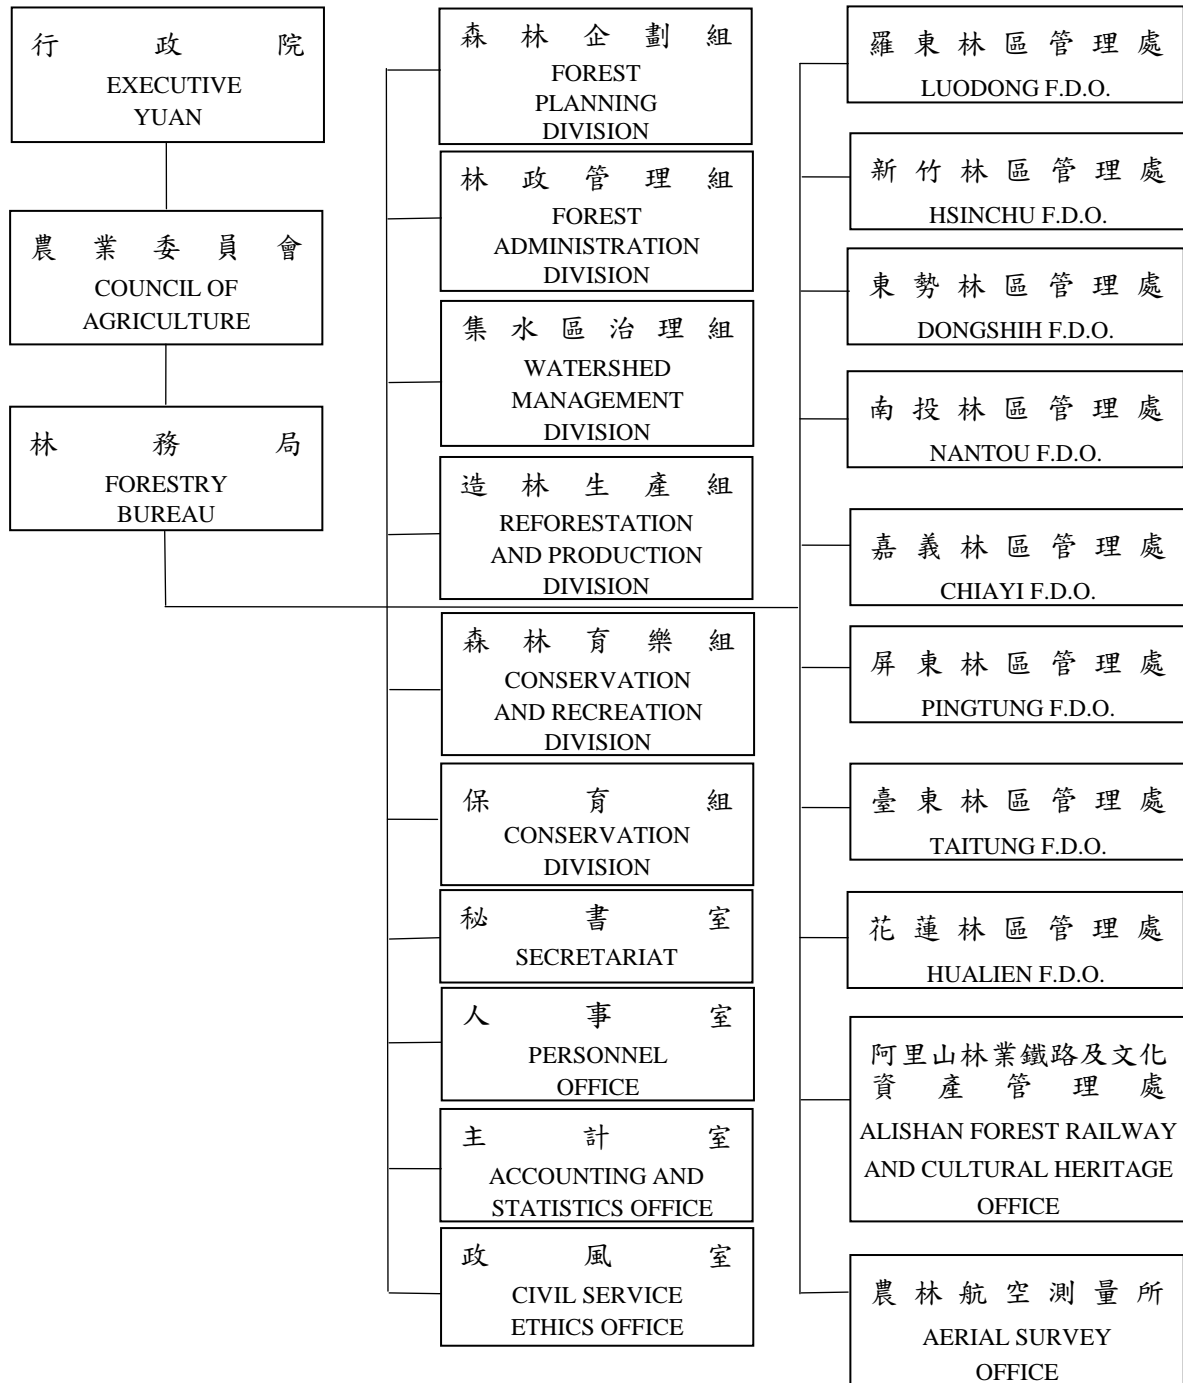 行政院
EXECUTIVE
YUAN
農業委員會
COUNCIL OF
AGRICULTURE
林務局
FORESTRY
BUREAU
森林企劃組
FOREST
PLANNING
DIVISION
林政管理組
FOREST
ADMINISTRATION
DIVISION
集水區治理組
WATERSHED
MANAGEMENT
DIVISION
造林生產組
REFORESTATION
AND PRODUCTION
DIVISION
森林育樂組
CONSERVATION
AND RECREATION
DIVISION
保育組
CONSERVATION
DIVISION
秘書室
SECRETARIAT
人事室
PERSONNEL
OFFICE
主計室
ACCOUNTING AND
STATISTICS OFFICE
政風室
CIVIL SERVICE
ETHICS OFFICE
羅東林區管理處
LUODONG F.D.O.
新竹林區管理處
HSINCHU F.D.O.
東勢林區管理處
DONGSHIH F.D.O.
南投林區管理處
NANTOU F.D.O.
嘉義林區管理處
CHIAYI F.D.O.
屏東林區管理處
PINGTUNG F.D.O.
臺東林區管理處
TAITUNG F.D.O.
花蓮林區管理處
HUALIEN F.D.O.
阿里山林業鐵路及文化
資產管理處
ALISHAN FOREST RAILWAY
AND CULTURAL HERITAGE
OFFICE
農林航空測量所
AERIAL SURVEY
OFFICE